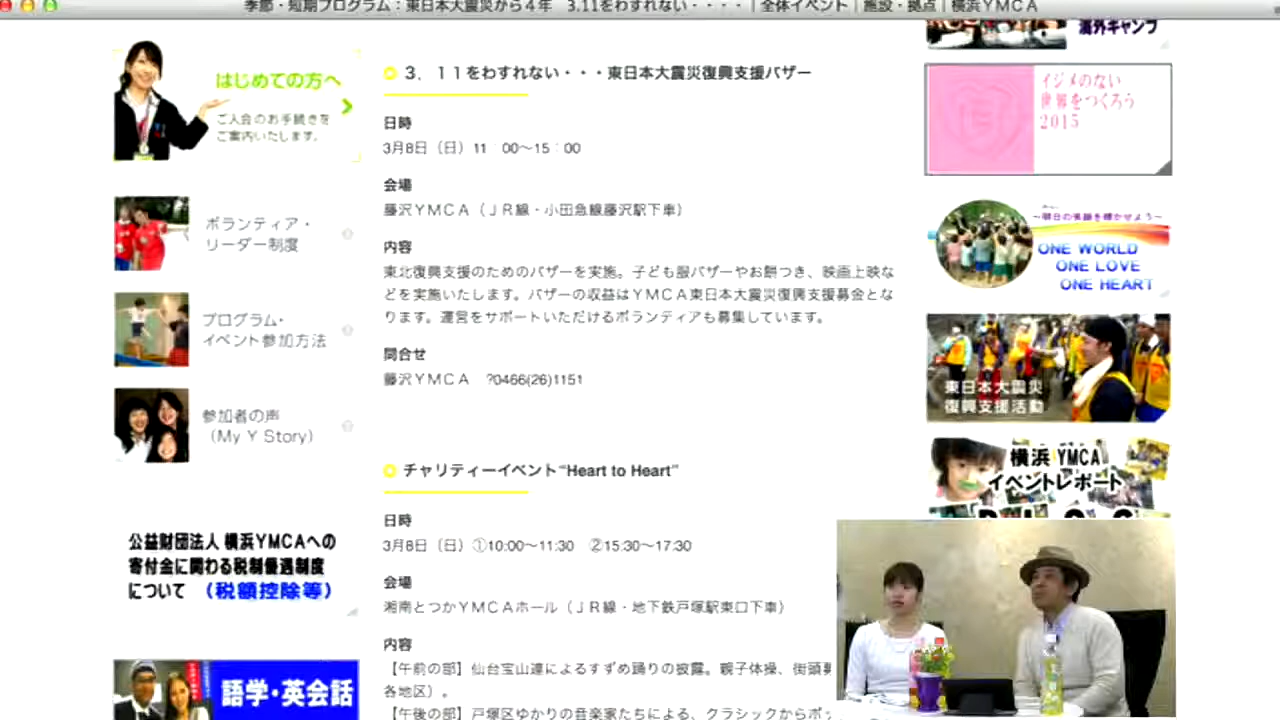 季節・短期プログラム：東日本大震災から４年　3.11をわすれない・・・・｜全体イベント｜施設・拠点｜横浜ＹＭＣＡ
はじめての方へ
ご入会のお手続きを
ご案内いたします。
ボランティア・
リーダー制度
プログラム・
イベント参加方法
参加者の声
（My Y Story）
公益財団法人 横浜YMCAへの
寄付金に関わる税制優遇制度
について （税額控除等）
語学・英会話
３．１１をわすれない・・・東日本大震災復興支援バザー
日時
3月8日（日）11：00～15：00
会場
藤沢ＹＭＣＡ（ＪＲ線・小田急線藤沢駅下車）
内容
東北復興支援のためのバザーを実施。子ども服バザーやお餅つき、映画上映な
どを実施いたします。バザーの収益はＹＭＣＡ東日本大震災復興支援募金とな
ります。運営をサポートいただけるボランティアも募集しています。
問合せ
藤沢ＹＭＣＡ　?0466(26)1151
チャリティーイベント“Heart to Heart”
日時
3月8日（日）①10:00～11:30　②15:30～17:30
会場
湘南とつかＹＭＣＡホール（ＪＲ線・地下鉄戸塚駅東口下車）
内容
【午前の部】仙台宝山連によるすずめ踊りの披露。親子体操、街頭募
各地区）。
【午後の部】戸塚区ゆかりの音楽家たちによる、クラシックからポッ
海外キャンプ
イジメのない
世界をつくろう
2015
～明日の笑顔を輝かせよう～
ONE WORLD
ONE LOVE
ONE HEART
東日本大震災
復興支援活動
横浜 YMCA
イベントレポート
BLOG